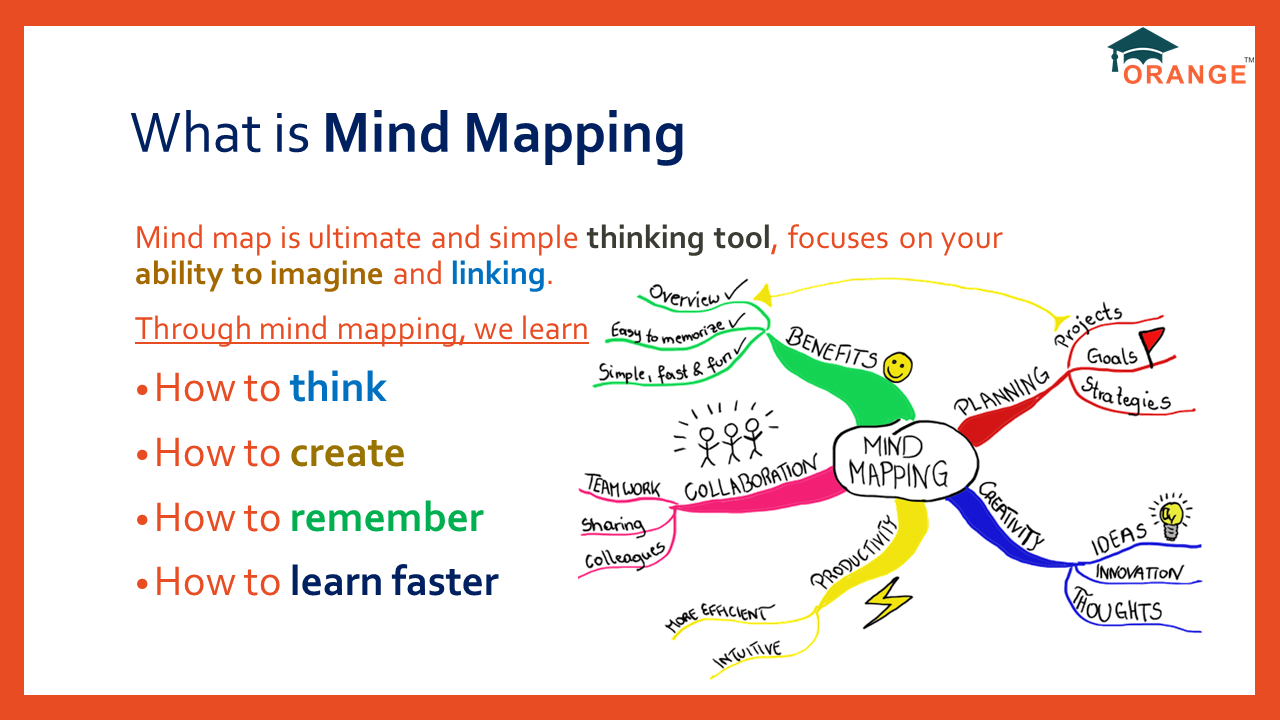 ORANGE
TM
What is Mind Mapping
Mind map is ultimate and simple thinking tool, focuses on your
ability to imagine and linking.
Through mind mapping, we learn
•How to think
•How to create
•How to remember
•How to learn faster
MIND
MAPPING
BENEFITS
Overview
Easy to memorize
Simple, fast & fun
PLANNING
Projects
Goals
Strategies
COLLABORATION
TEAMWORK
Sharing
Colleagues
CREATIVITY
IDEAS
INNOVATION
THOUGHTS
PRODUCTIVITY
MORE EFFICIENT
INTUITIVE